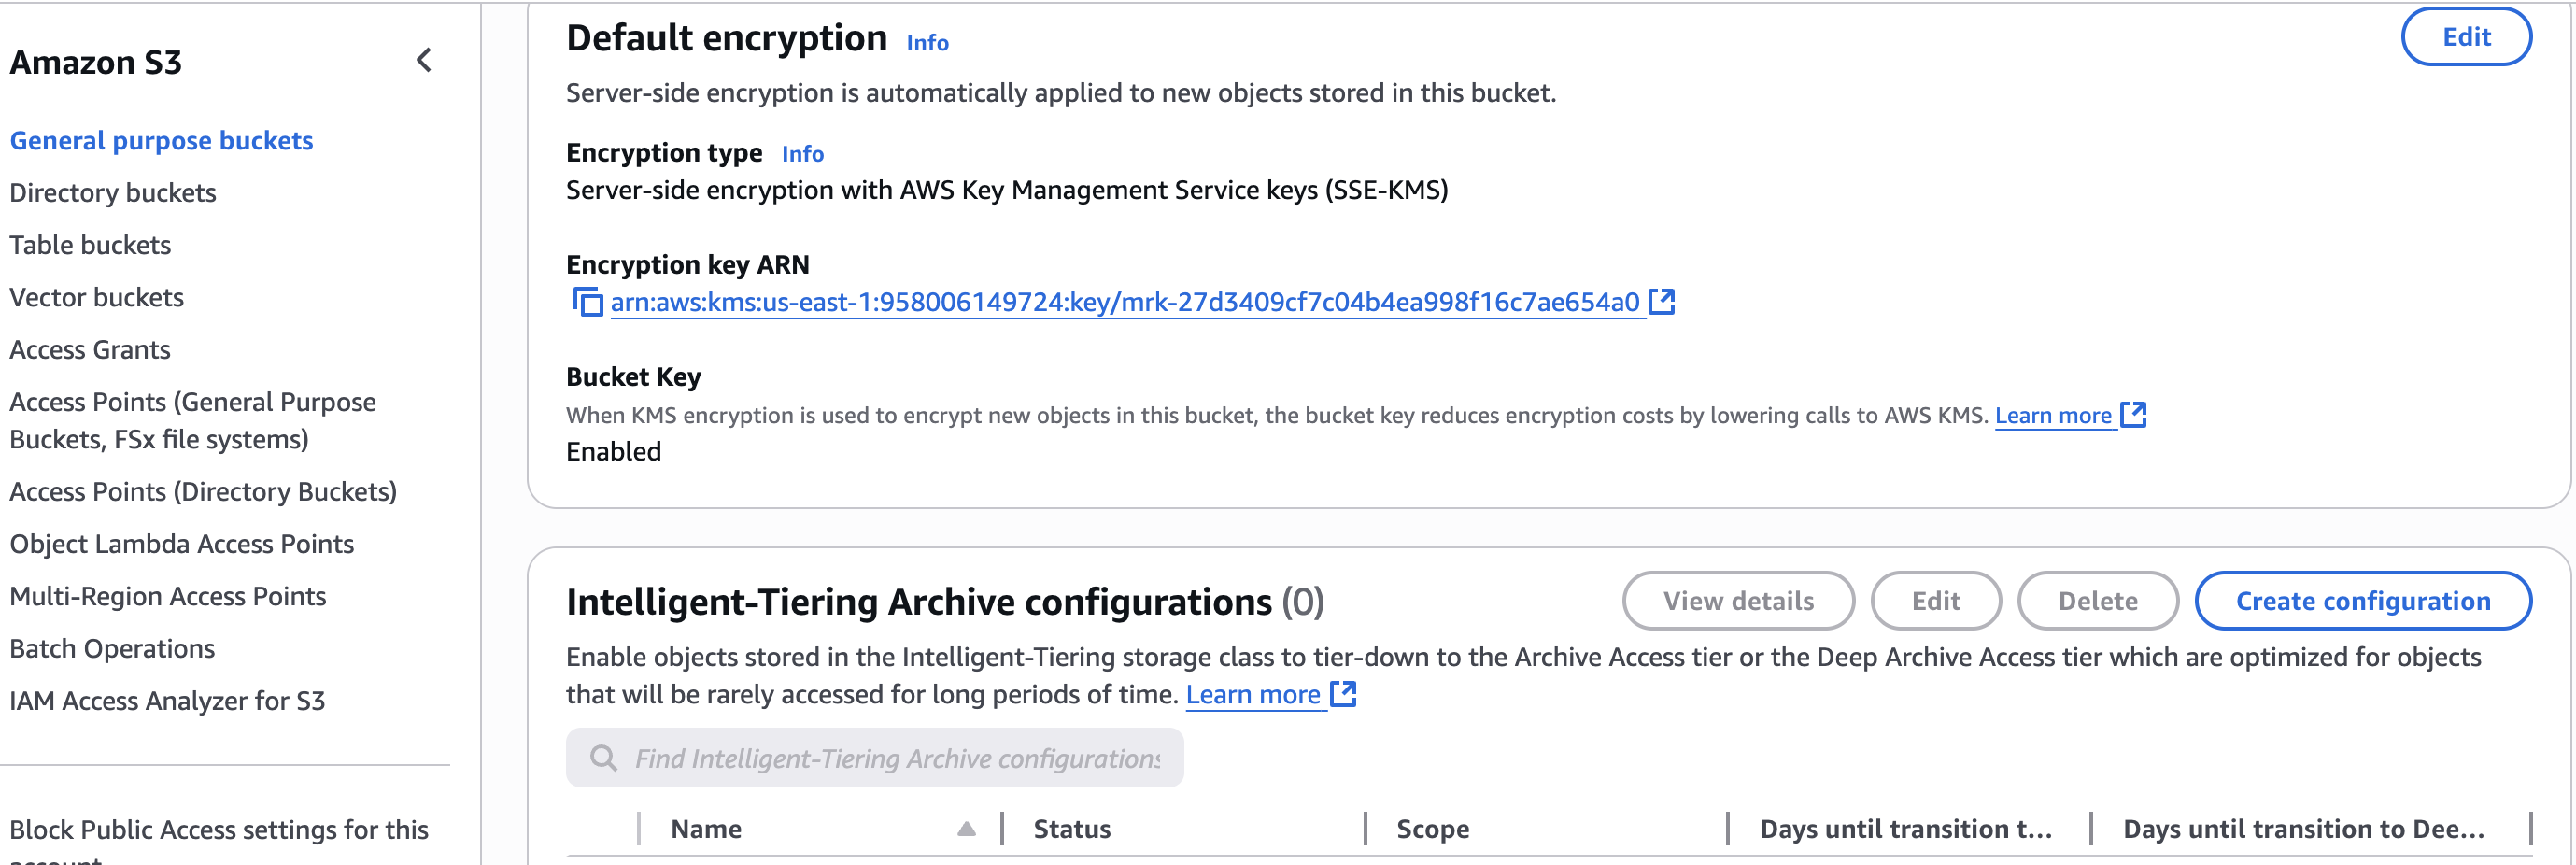 Amazon S3
General purpose buckets
Directory buckets
Table buckets
Vector buckets
Access Grants
Access Points (General Purpose
Buckets, FSx file systems)
Access Points (Directory Buckets)
Object Lambda Access Points
Multi-Region Access Points
Batch Operations
IAM Access Analyzer for S3
Block Public Access settings for this
account
Default encryption Info
Edit
Server-side encryption is automatically applied to new objects stored in this bucket.
Encryption type Info
Server-side encryption with AWS Key Management Service keys (SSE-KMS)
Encryption key ARN
arn:aws:kms:us-east-1:958006149724:key/mrk-27d3409cf7c04b4ea998f16c7ae654a0
Bucket Key
When KMS encryption is used to encrypt new objects in this bucket, the bucket key reduces encryption costs by lowering calls to AWS KMS. Learn more
Enabled
Intelligent-Tiering Archive configurations (0)
View details Edit Delete Create configuration
Enable objects stored in the Intelligent-Tiering storage class to tier-down to the Archive Access tier or the Deep Archive Access tier which are optimized for objects
that will be rarely accessed for long periods of time. Learn more
Find Intelligent-Tiering Archive configurations
Name Status Scope Days until transition t... Days until transition to Dee...